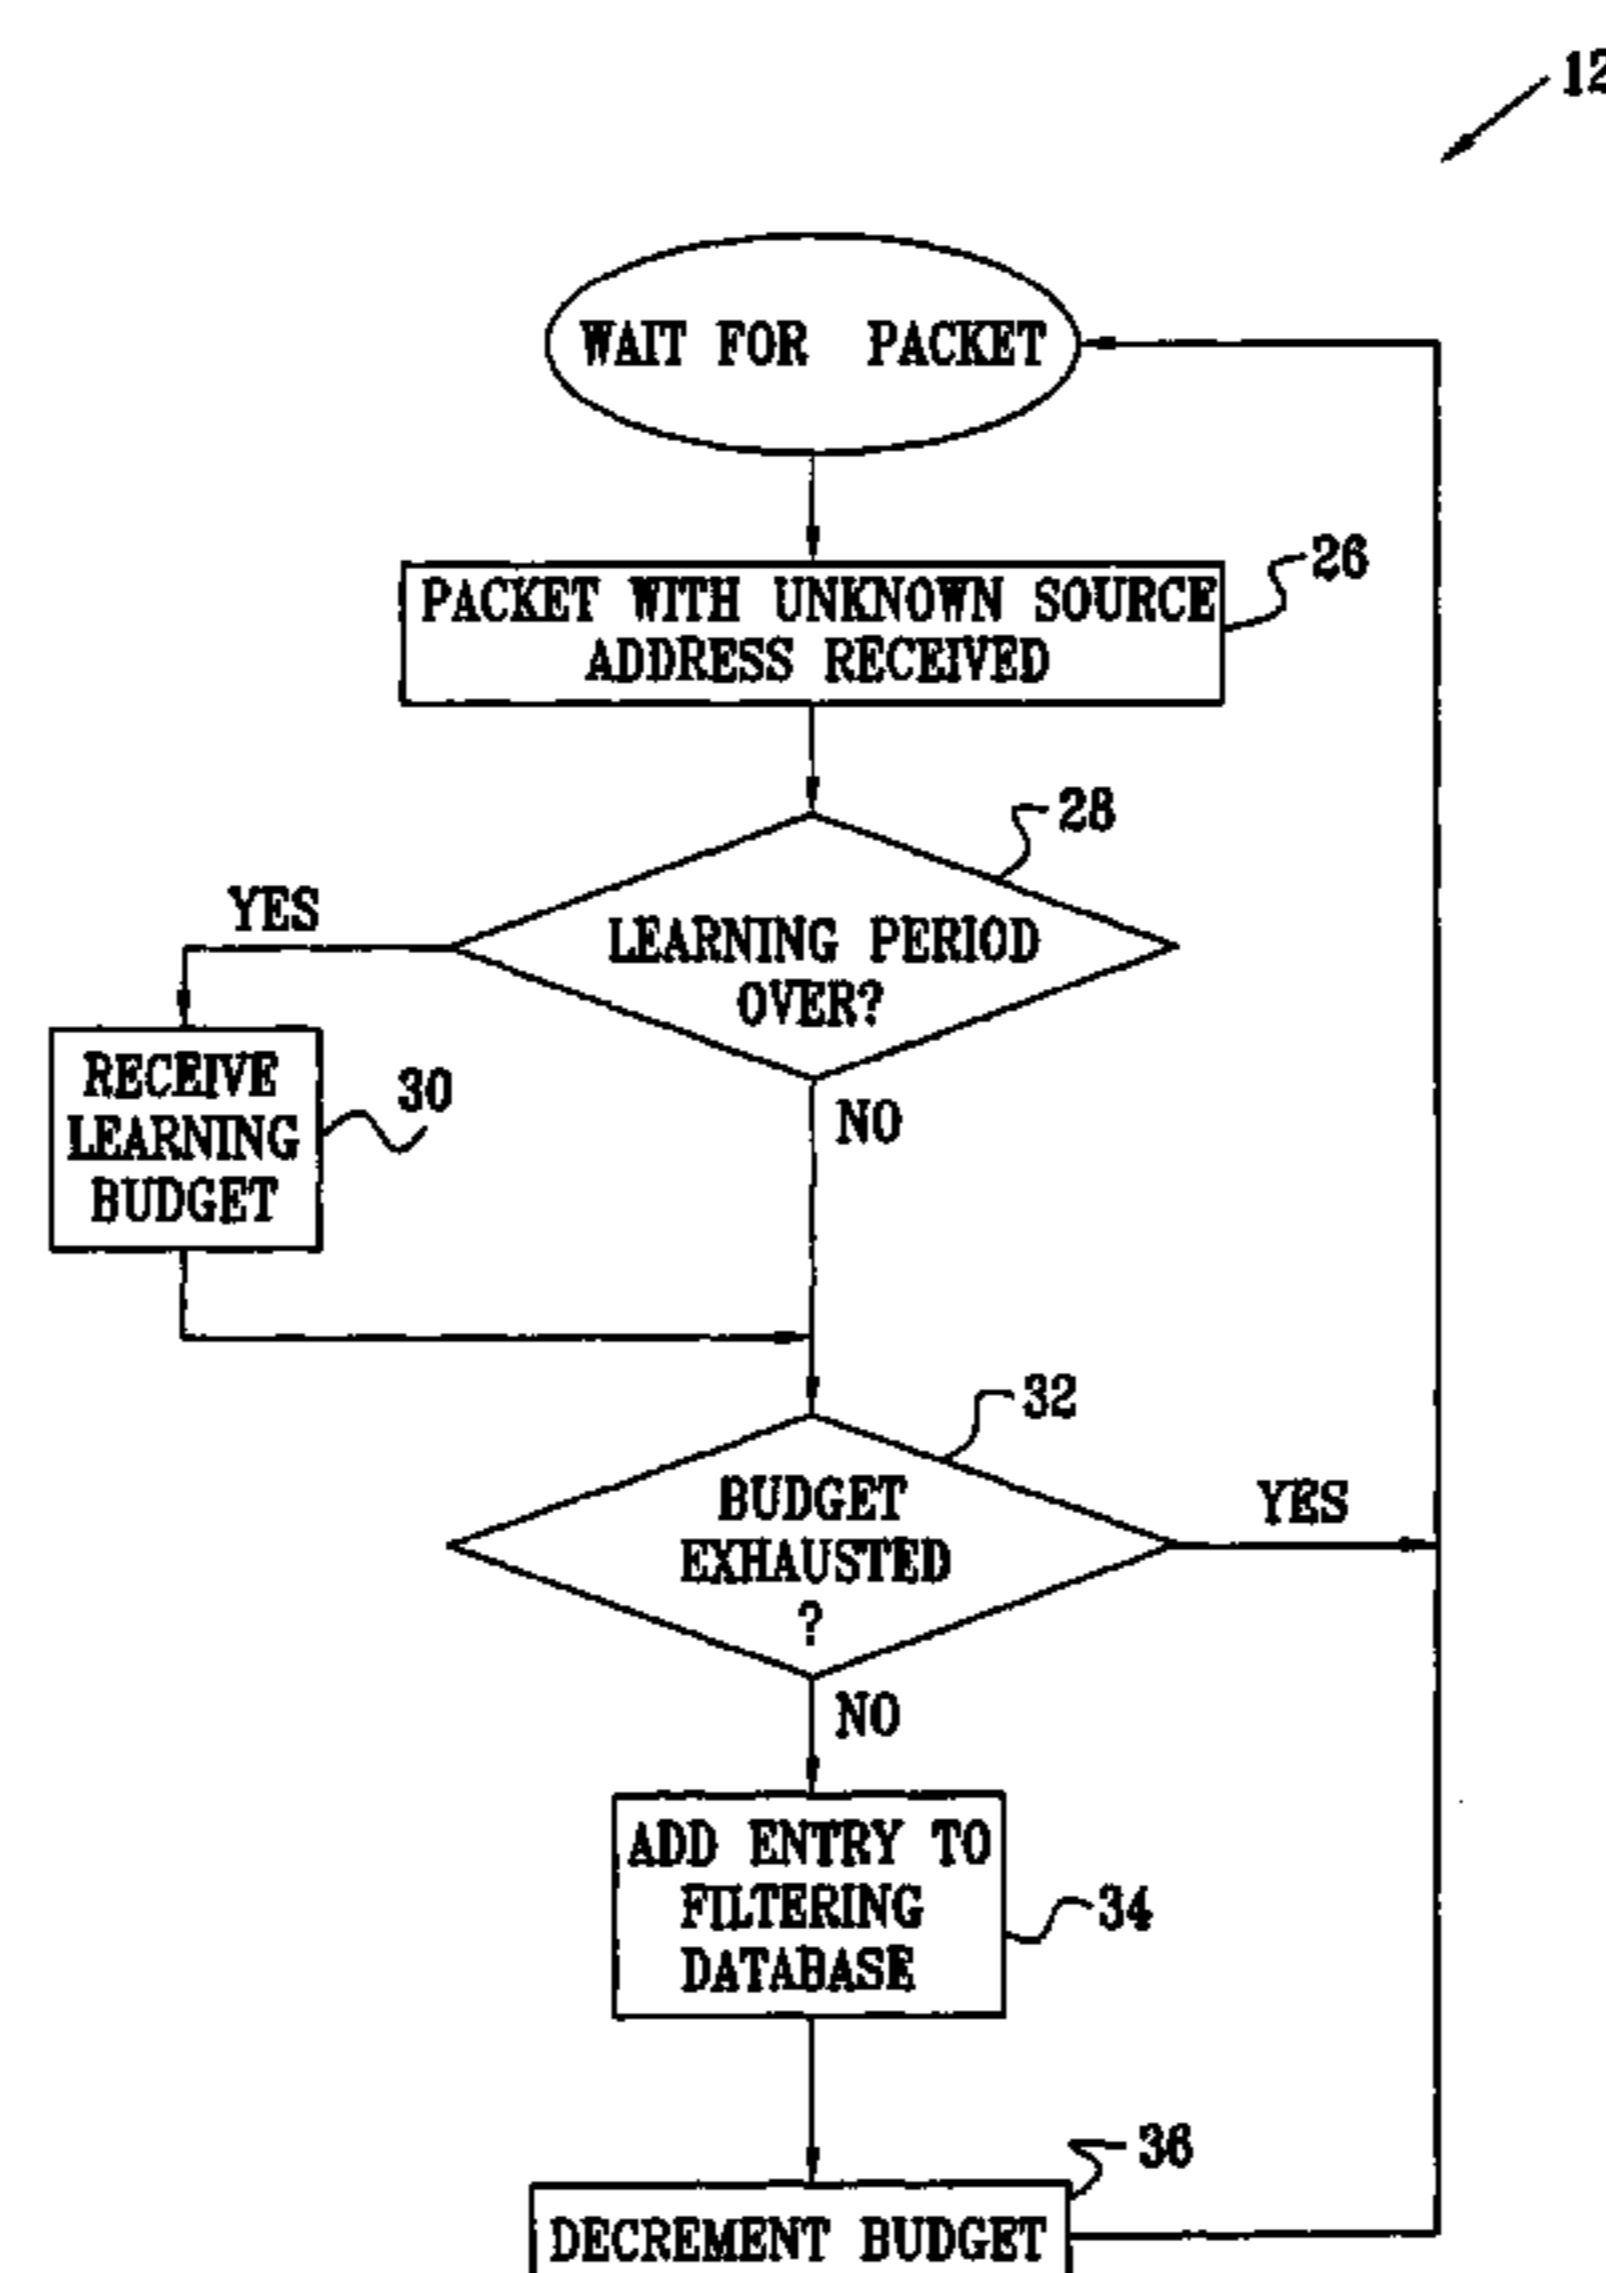 12
WAIT FOR PACKET
PACKET WITH UNKNOWN SOURCE
ADDRESS RECEIVED
26
28
YES
LEARNING PERIOD
OVER?
NO
RECEIVE
LEARNING
BUDGET
30
32
BUDGET
EXHAUSTED
?
YES
NO
ADD ENTRY TO
FILTERING
DATABASE
34
36
DECREMENT BUDGET